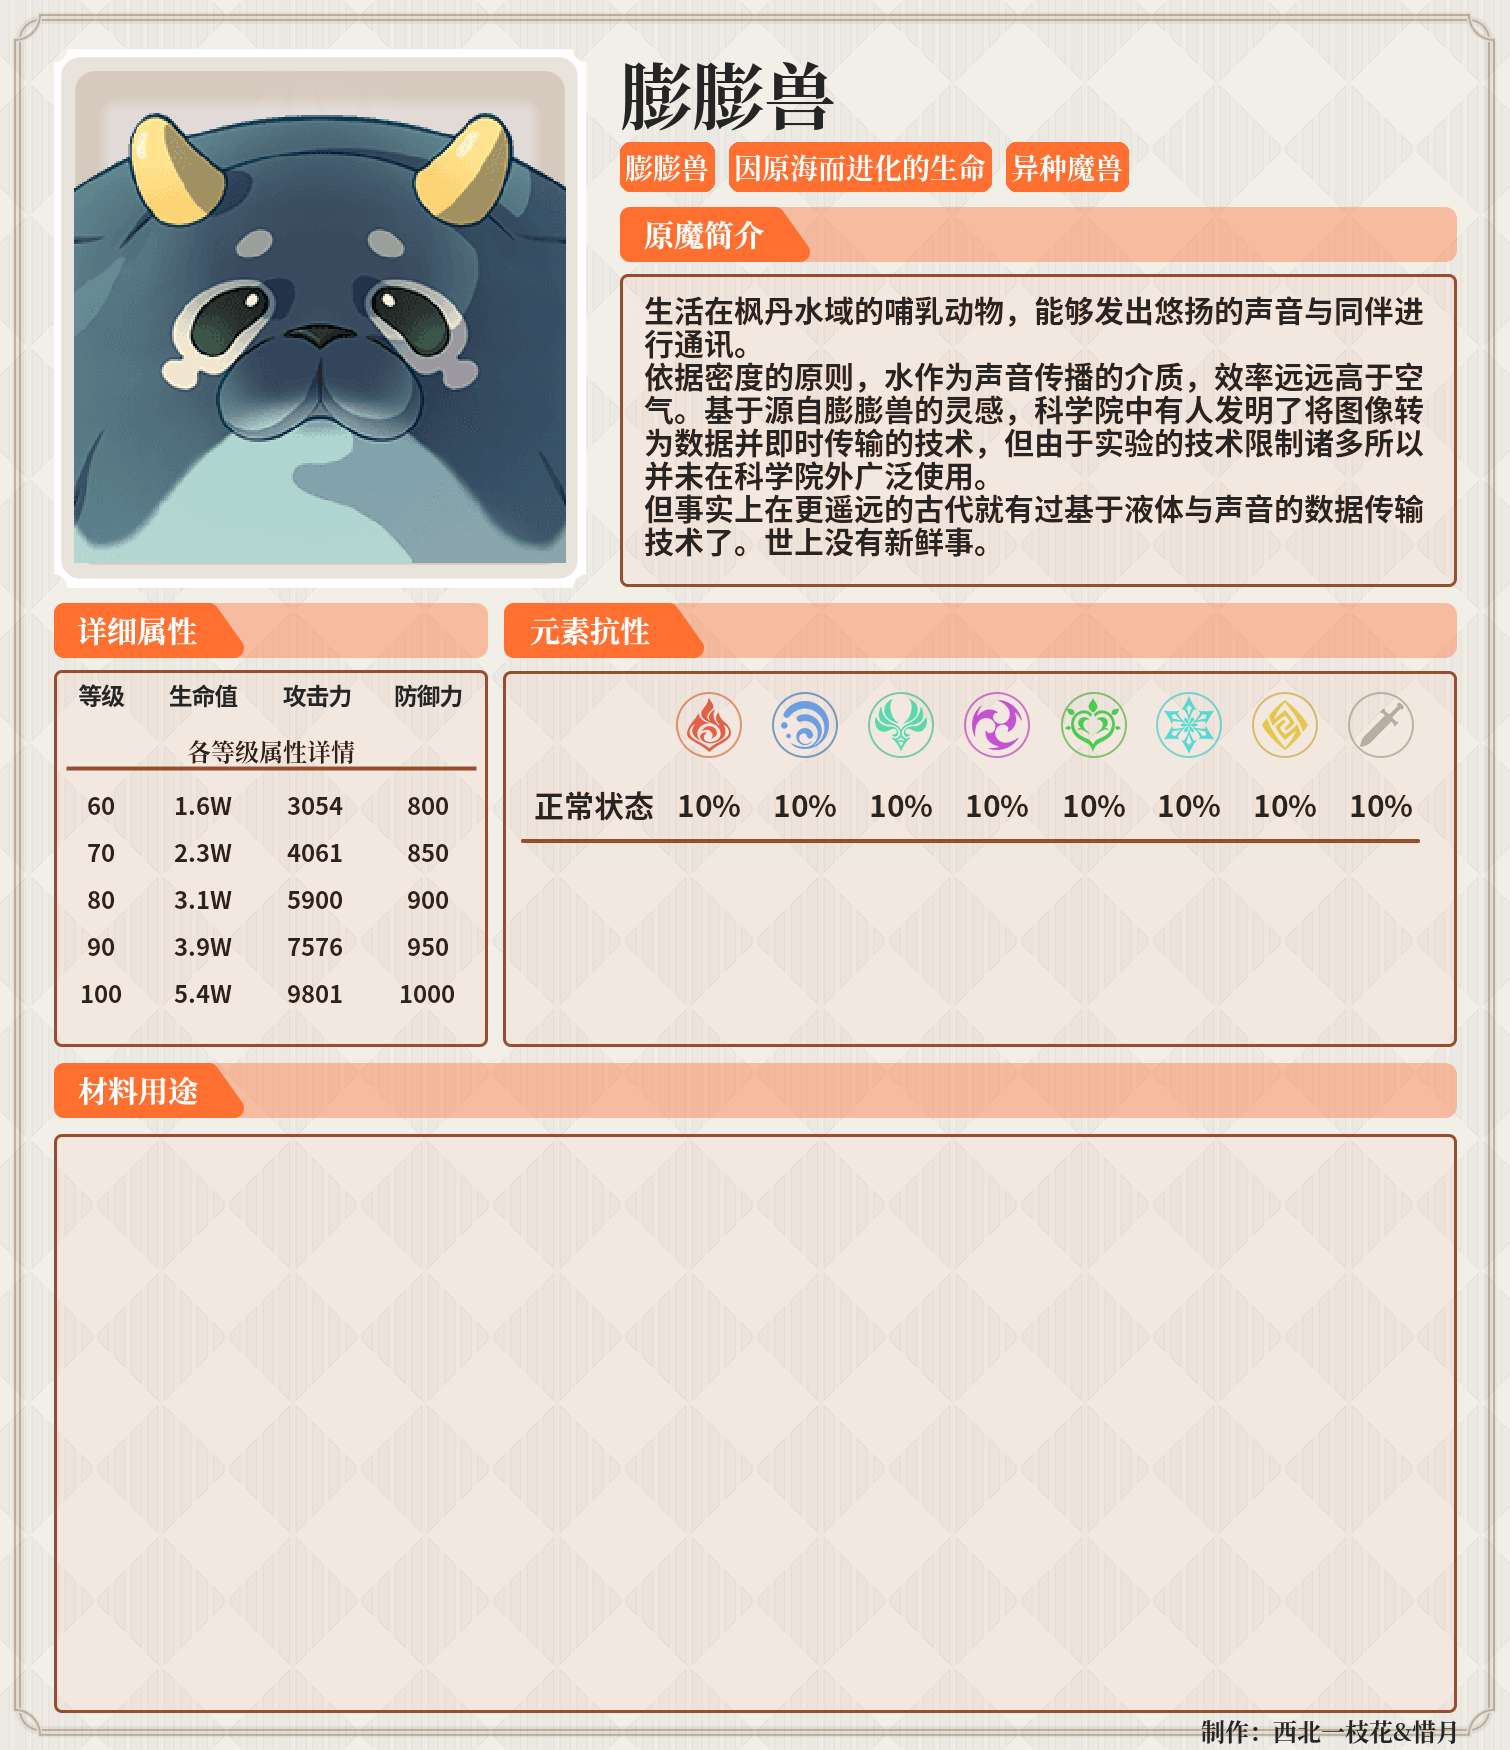 膨膨兽
膨膨兽 因原海而进化的生命 异种魔兽
原魔简介
生活在枫丹水域的哺乳动物，能够发出悠扬的声音与同伴进
行通讯。
依据密度的原则，水作为声音传播的介质，效率远远高于空
气。基于源自膨膨兽的灵感，科学院中有人发明了将图像转
为数据并即时传输的技术，但由于实验的技术限制诸多所以
并未在科学院外广泛使用。
但事实上在更遥远的古代就有过基于液体与声音的数据传输
技术了。世上没有新鲜事。
详细属性
等级 生命值 攻击力 防御力
各等级属性详情
60 1.6W 3054 800
70 2.3W 4061 850
80 3.1W 5900 900
90 3.9W 7576 950
100 5.4W 9801 1000
元素抗性
正常状态 10% 10% 10% 10% 10% 10% 10% 10%
材料用途
制作：西北一枝花&惜月